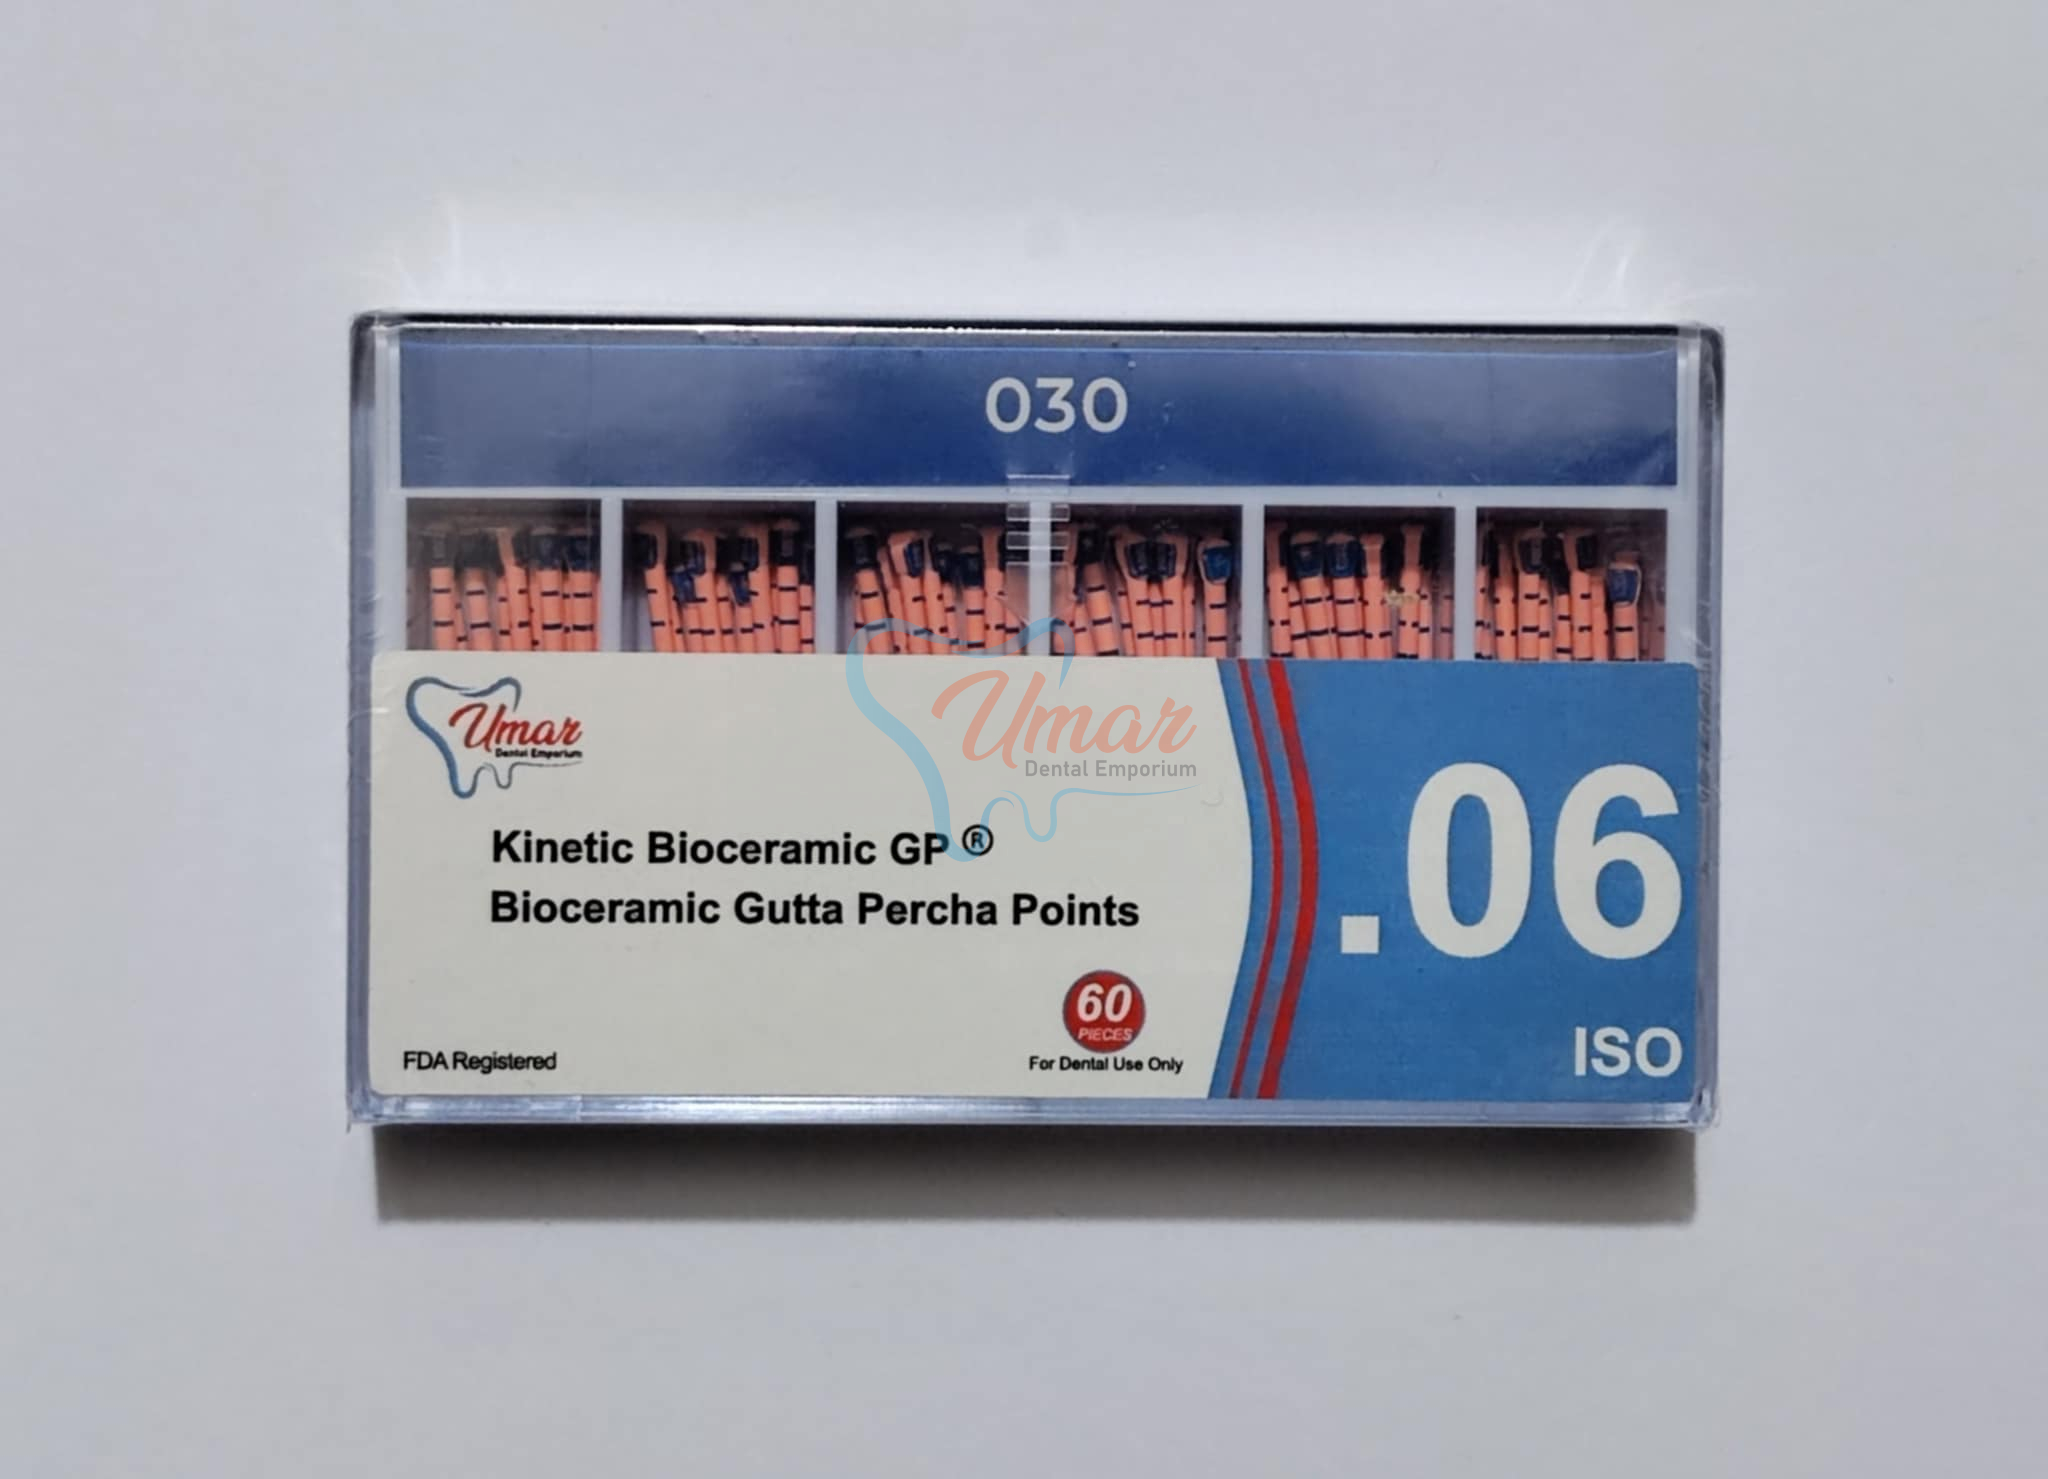 030
Umar
Dental Emporium
Umar
Dental Emporium
Kinetic Bioceramic GP ®
Bioceramic Gutta Percha Points
.06
60
PIECES
FDA Registered
For Dental Use Only
ISO